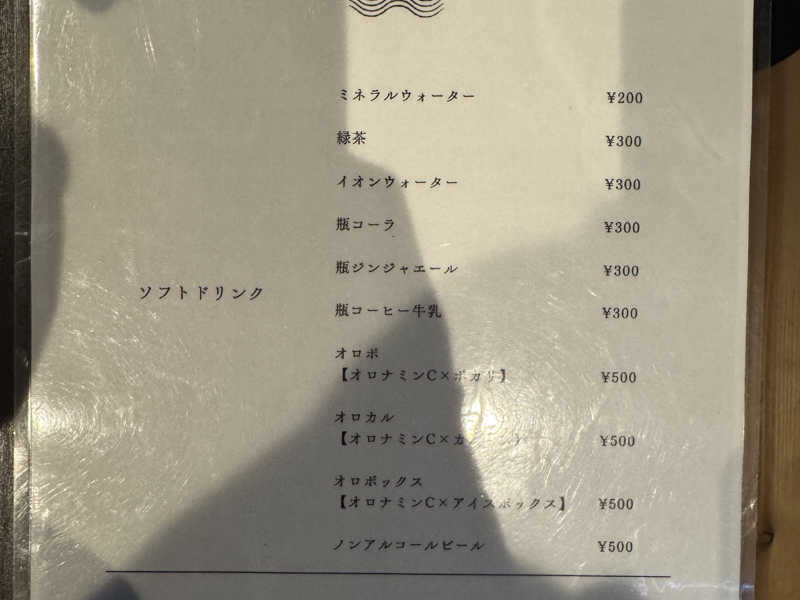 ミネラルウォーター ¥200
緑茶 ¥300
イオンウォーター ¥300
瓶コーラ ¥300
瓶ジンジャエール ¥300
ソフトドリンク
瓶コーヒー牛乳 ¥300
オロポ
【オロナミンC×ポカリ】 ¥500
オロカル
【オロナミンC× ¥500
オロボックス
【オロナミンC×アイスボックス】 ¥500
ノンアルコールビール ¥500